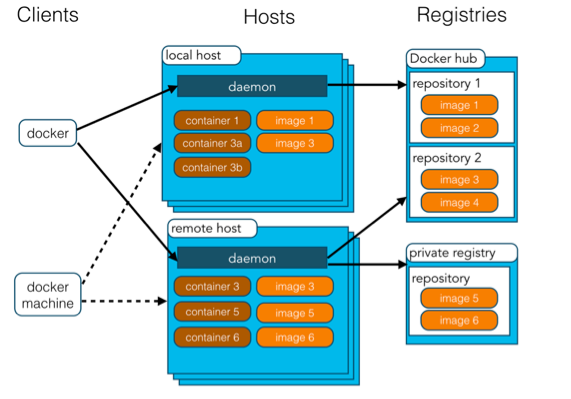 Clients
Hosts
Registries
local host
daemon
container 1
image 1
container 3a
image 3
container 3b
remote host
daemon
container 3
image 3
container 5
image 5
container 6
image 6
docker
docker
machine
Docker hub
repository 1
image 1
image 2
repository 2
image 3
image 4
private registry
repository
image 5
image 6